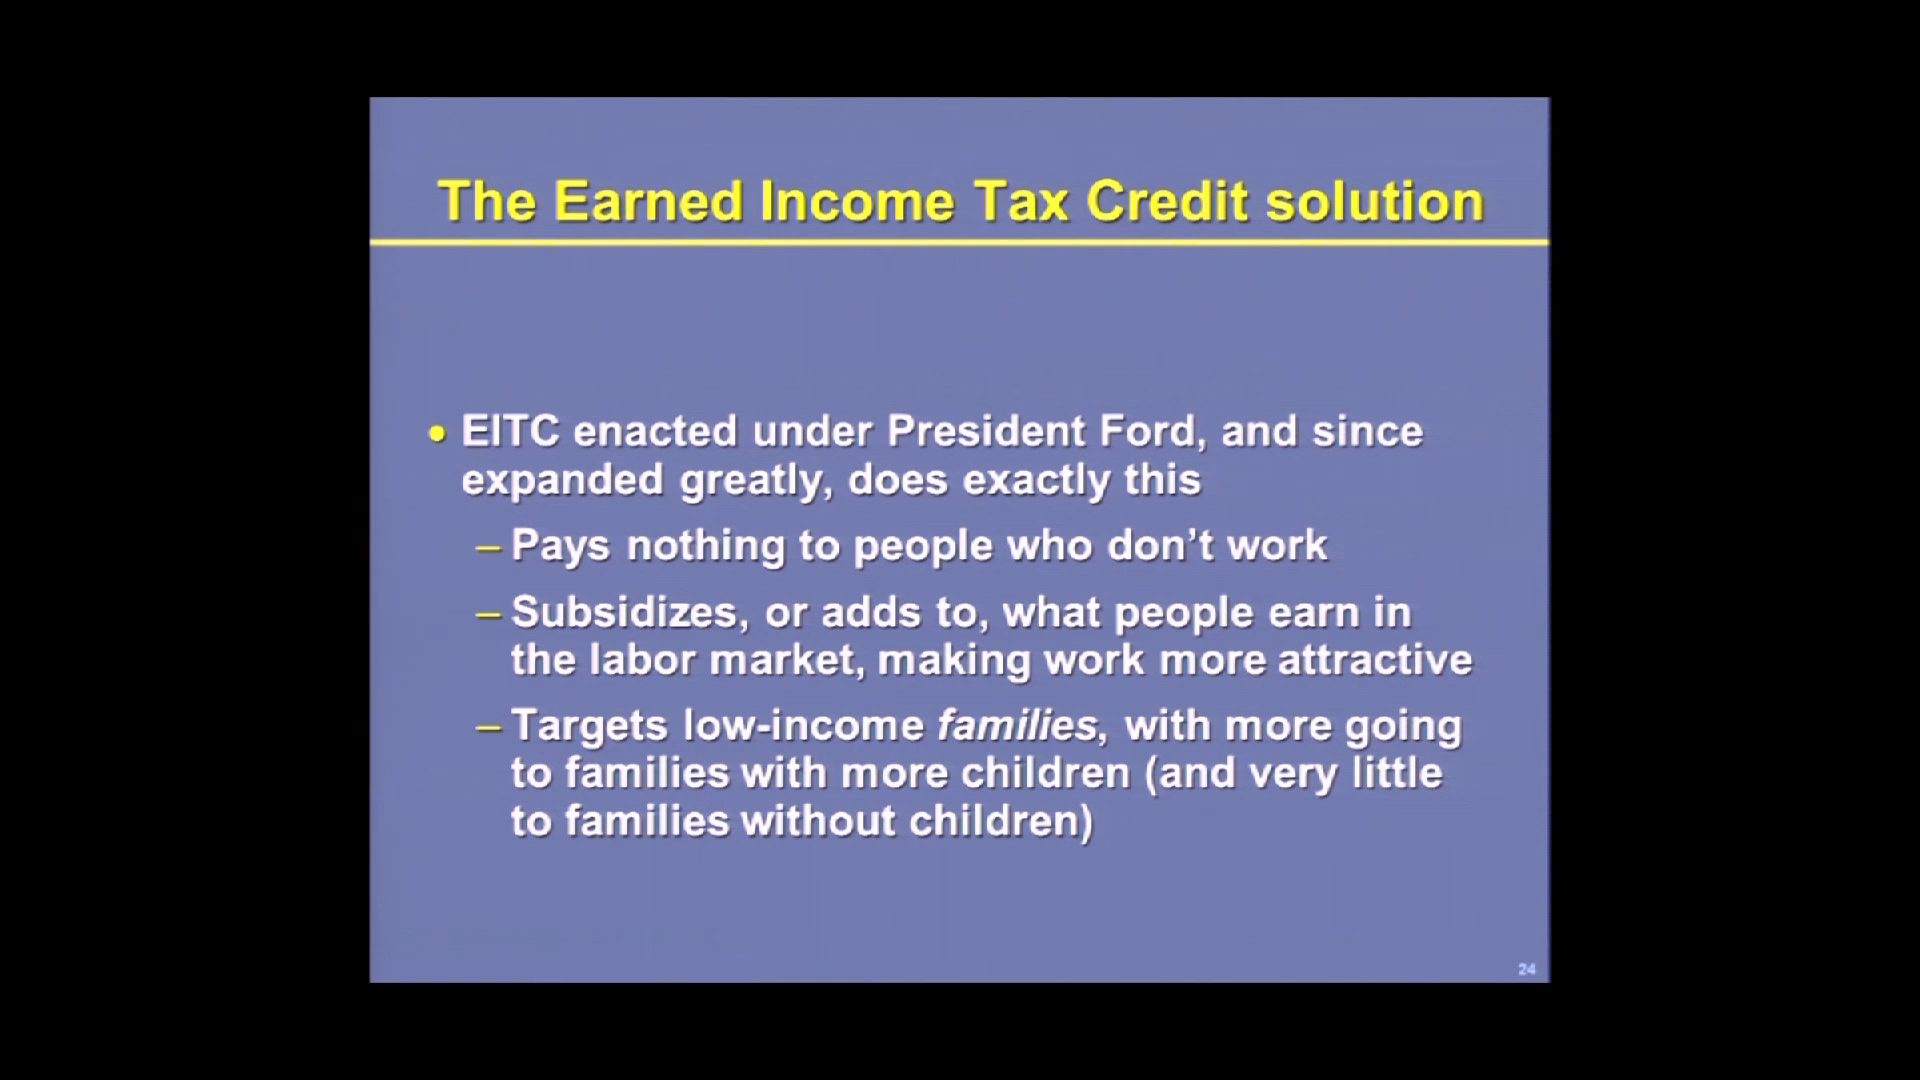 The Earned Income Tax Credit solution
• EITC enacted under President Ford, and since
expanded greatly, does exactly this
– Pays nothing to people who don’t work
– Subsidizes, or adds to, what people earn in
the labor market, making work more attractive
– Targets low-income families, with more going
to families with more children (and very little
to families without children)
24